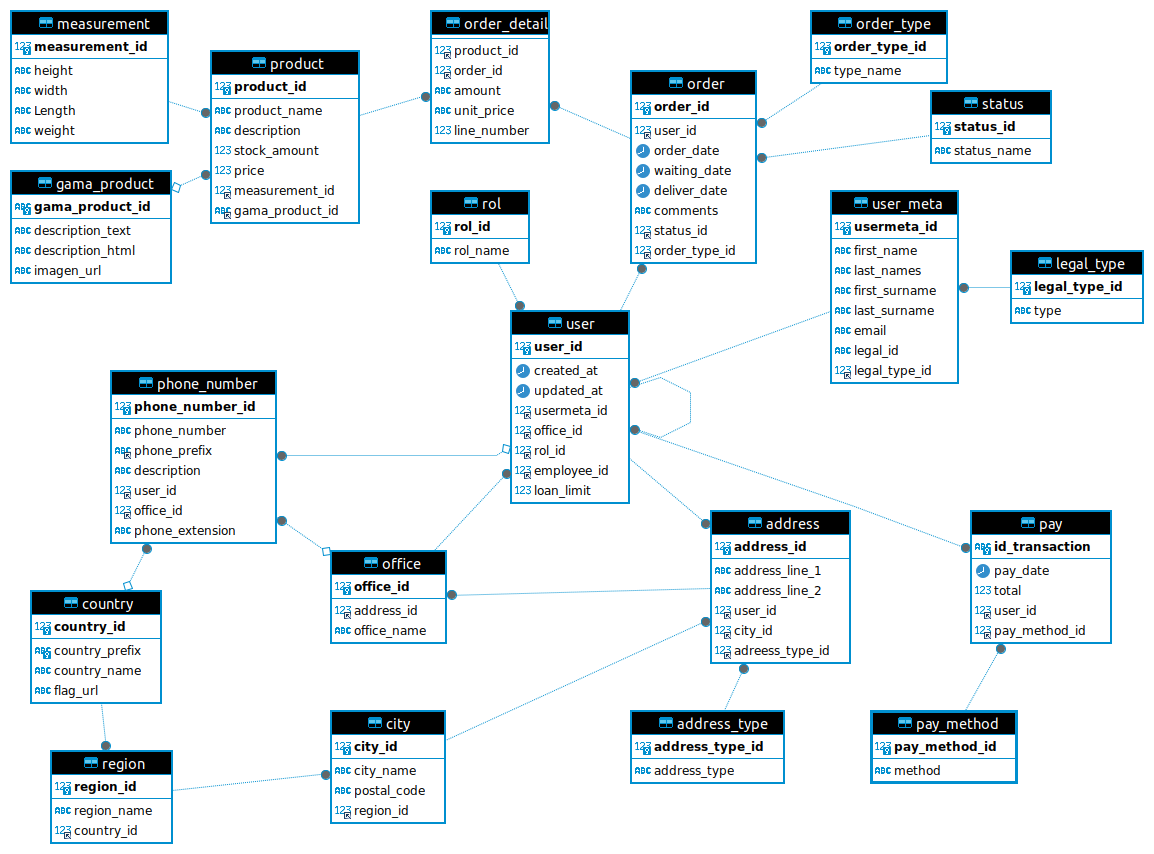 measurement
measurement_id
height
width
Length
weight
product
product_id
product_name
description
stock_amount
price
measurement_id
gama_product_id
order_detail
product_id
order_id
amount
unit_price
line_number
order
order_id
user_id
order_date
waiting_date
deliver_date
comments
status_id
order_type_id
order_type
order_type_id
type_name
status
status_id
status_name
gama_product
gama_product_id
description_text
description_html
imagen_url
rol
rol_id
rol_name
user_meta
usermeta_id
first_name
last_names
first_surname
last_surname
email
legal_id
legal_type_id
legal_type
legal_type_id
type
user
user_id
created_at
updated_at
usermeta_id
office_id
rol_id
employee_id
loan_limit
phone_number
phone_number_id
phone_number
phone_prefix
description
user_id
office_id
phone_extension
office
office_id
address_id
office_name
address
address_id
address_line_1
address_line_2
user_id
city_id
adreess_type_id
pay
id_transaction
pay_date
total
user_id
pay_method_id
country
country_id
country_prefix
country_name
flag_url
region
region_id
region_name
country_id
city
city_id
city_name
postal_code
region_id
address_type
address_type_id
address_type
pay_method
pay_method_id
method